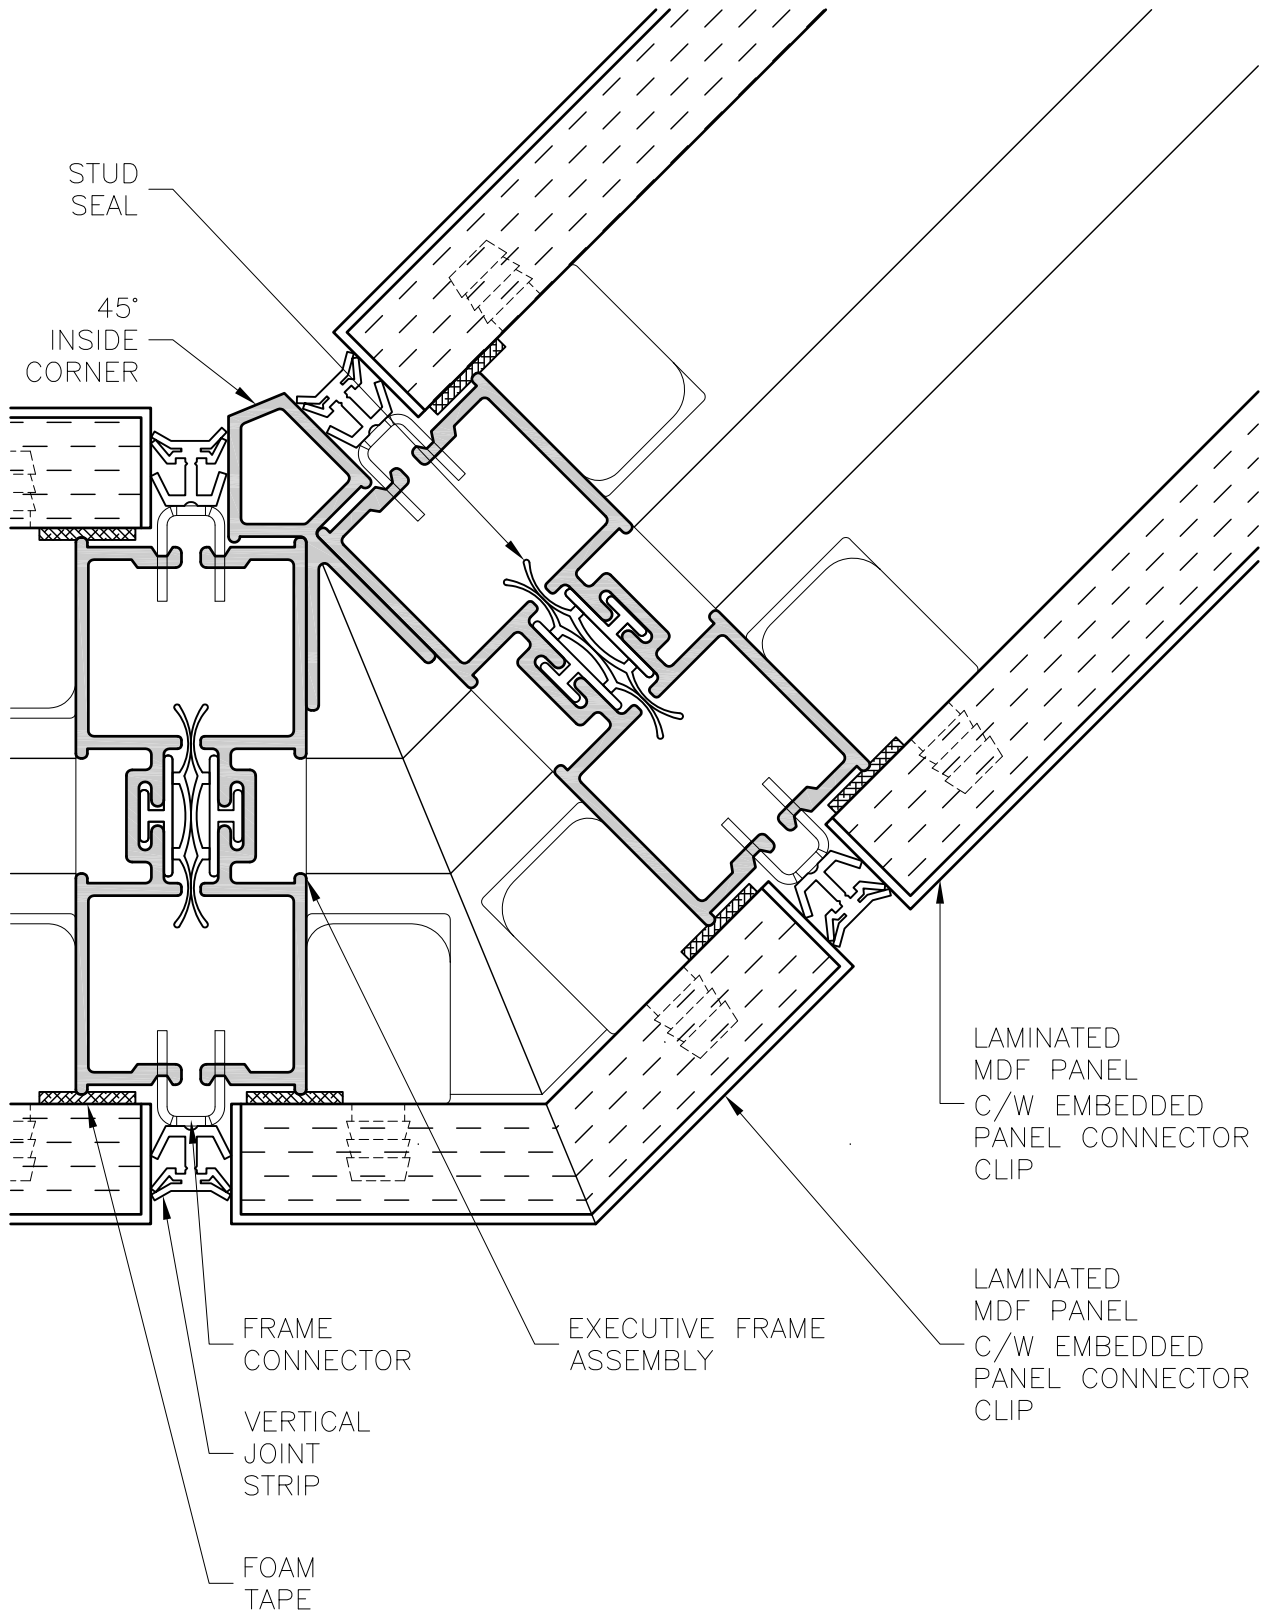 STUD
SEAL
45°
INSIDE
CORNER
LAMINATED
MDF PANEL
C/W EMBEDDED
PANEL CONNECTOR
CLIP
LAMINATED
MDF PANEL
C/W EMBEDDED
PANEL CONNECTOR
CLIP
FRAME
CONNECTOR
EXECUTIVE FRAME
ASSEMBLY
VERTICAL
JOINT
STRIP
FOAM
TAPE